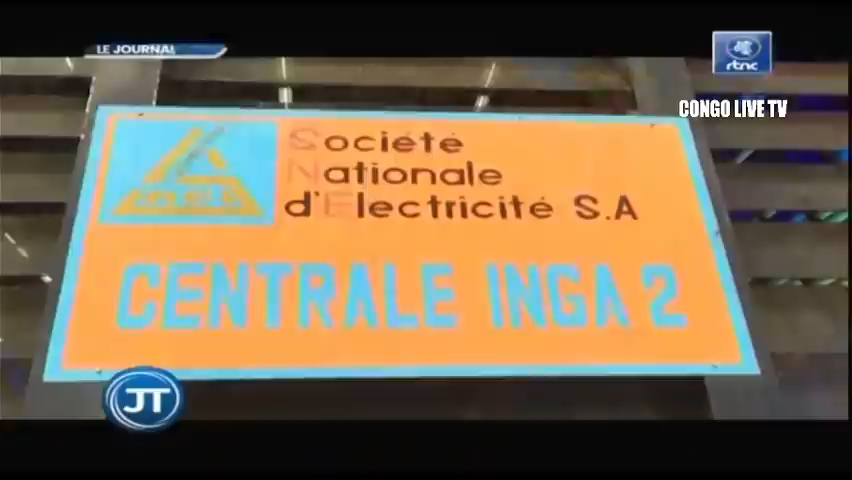 LE JOURNAL
rtnc
CONGO LIVE TV
Société
Nationale
d'Electricité S.A
CENTRALE INGA 2
JT